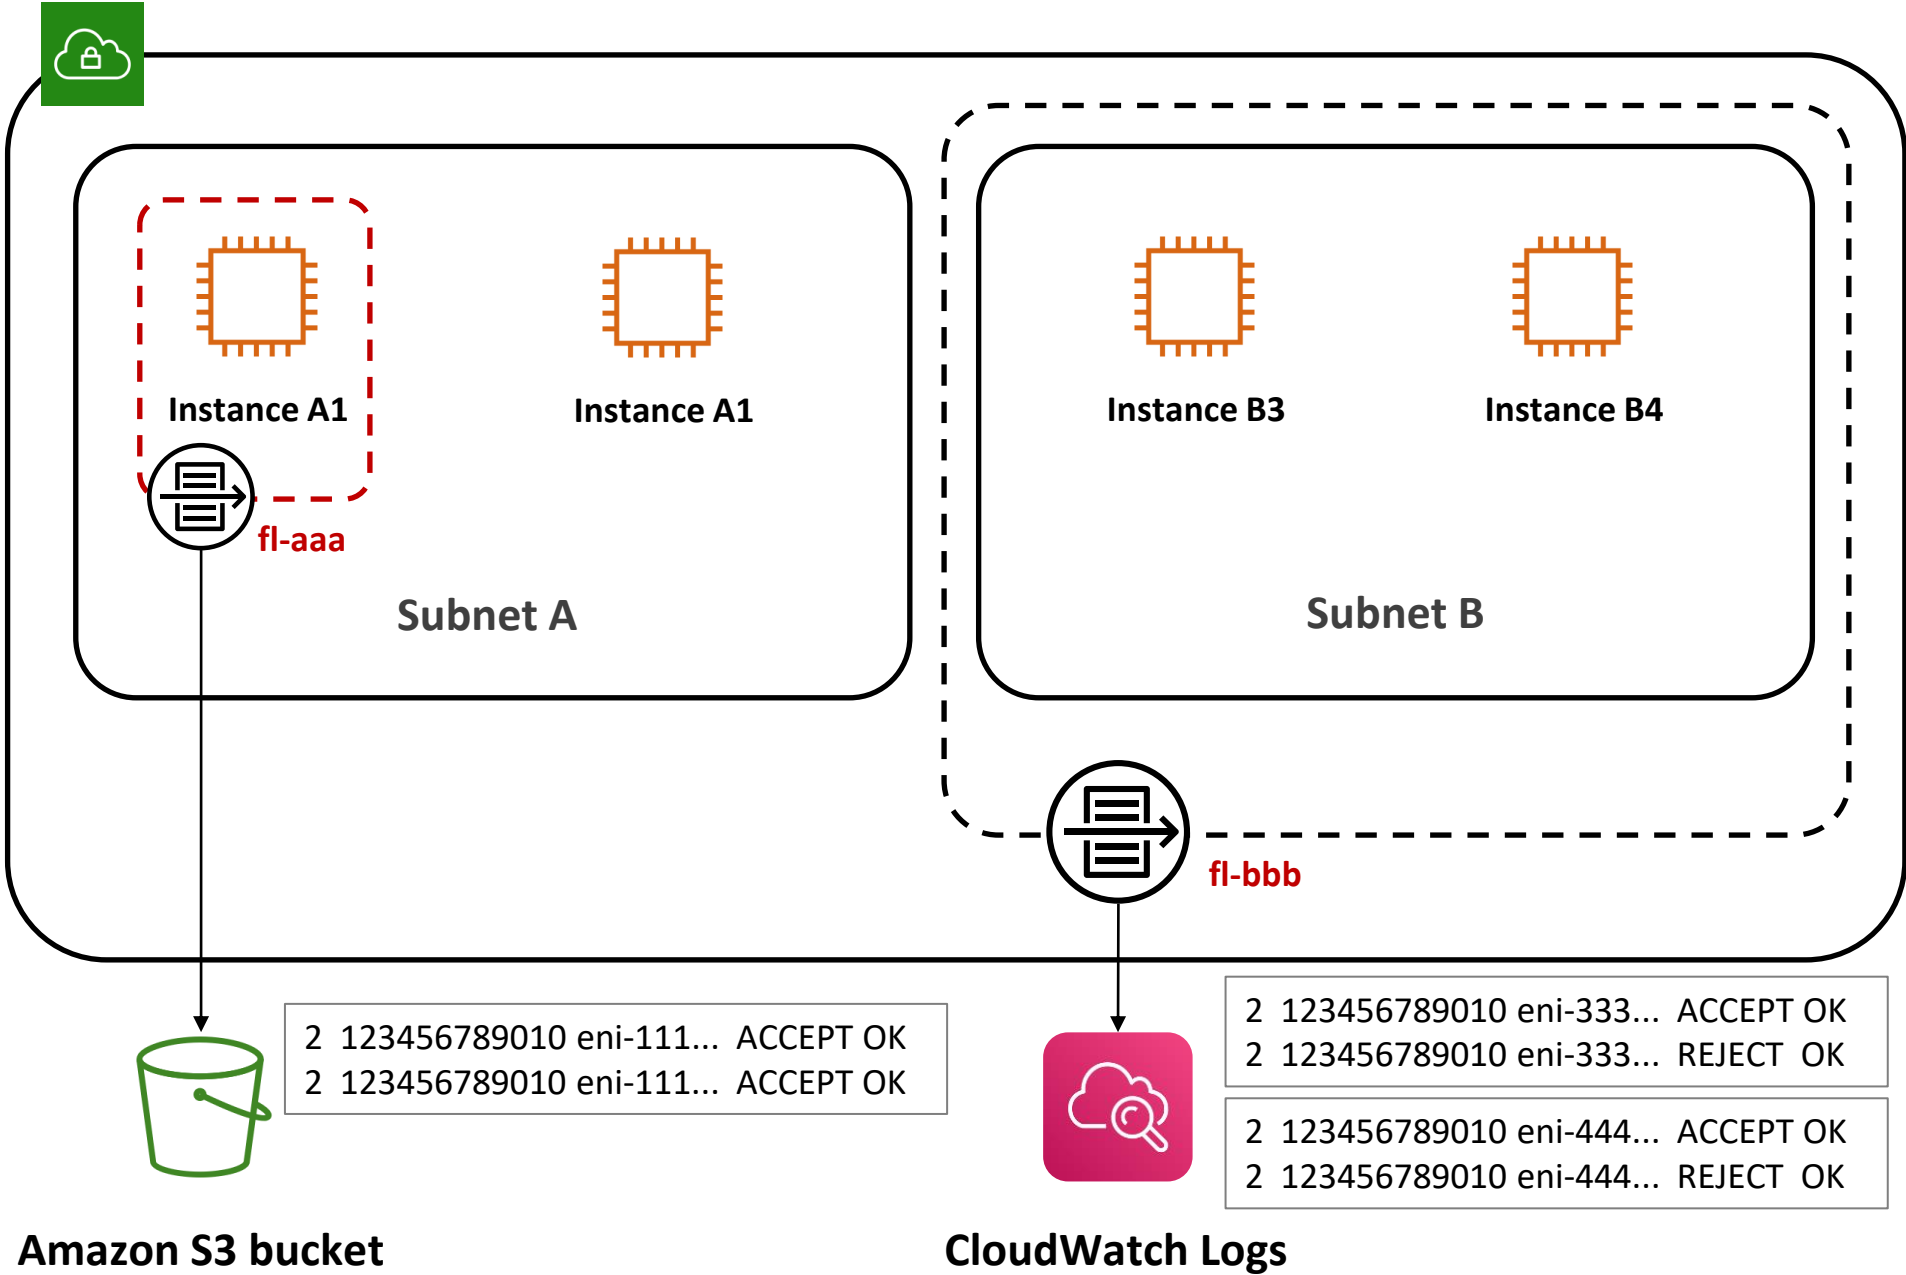 Instance A1
Instance A1
Instance B3
Instance B4
fl-aaa
Subnet A
Subnet B
fl-bbb
2 123456789010 eni-111... ACCEPT OK
2 123456789010 eni-111... ACCEPT OK
2 123456789010 eni-333... ACCEPT OK
2 123456789010 eni-333... REJECT OK
2 123456789010 eni-444... ACCEPT OK
2 123456789010 eni-444... REJECT OK
Amazon S3 bucket
CloudWatch Logs